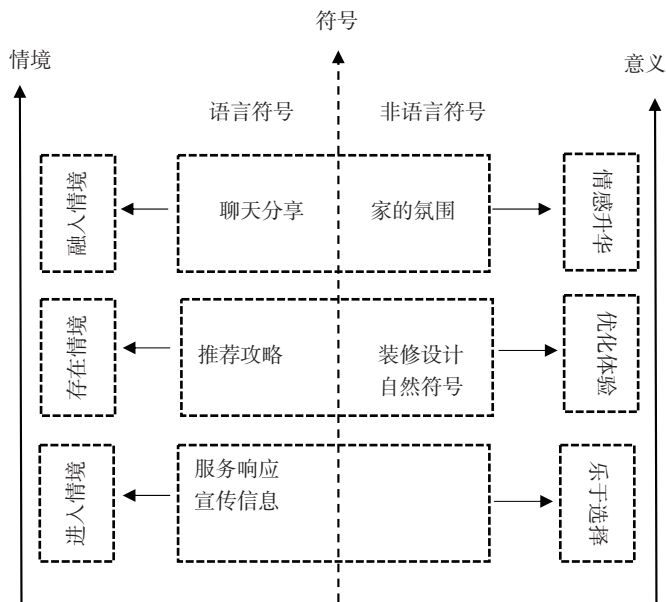 符号
情境
意义
语言符号
非语言符号
融入情境
聊天分享
家的氛围
情感升华
存在情境
推荐攻略
装修设计
自然符号
优化体验
进入情境
服务响应
宣传信息
乐于选择